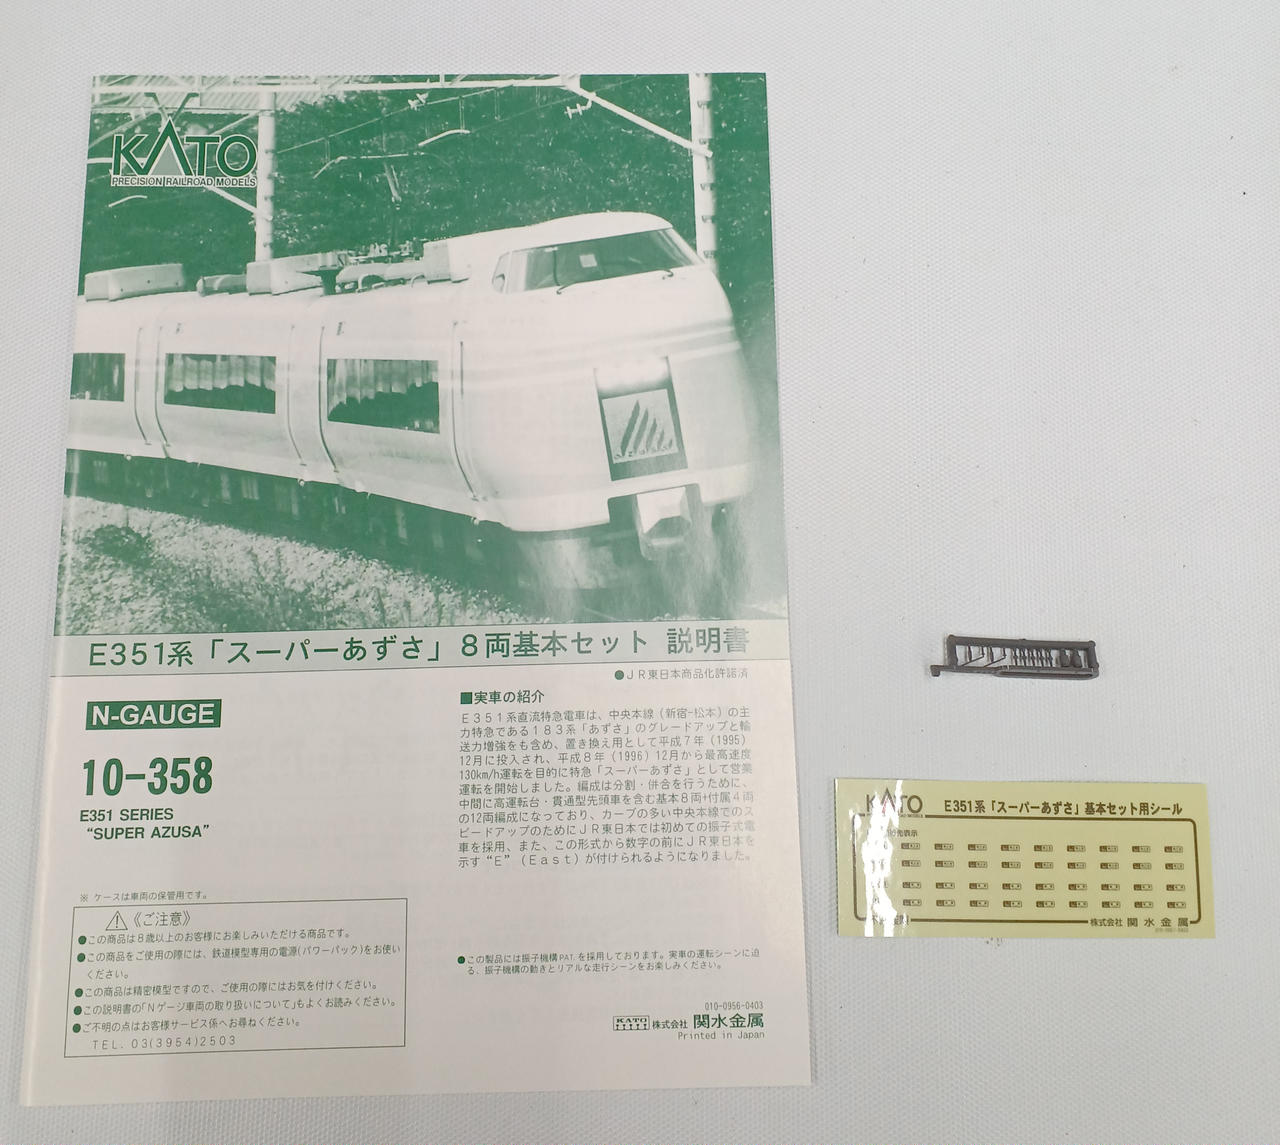 KATO
PRECISION RAILROAD MODELS
E351系「スーパーあずさ」8両基本セット 説明書
●JR東日本商品化許諾済
N-GAUGE
10-358
E351 SERIES
“SUPER AZUSA”
■実車の紹介
E351系直流特急電車は、中央本線(新宿-松本)の主
力特急である183系「あずさ」のグレードアップと輸
送力増強をも含め、置き換え用として平成7年(1995)
12月に投入され、平成8年(1996)12月から最高速度
130km/h運転を目的に特急「スーパーあずさ」として営業
運転を開始しました。編成は分割・併合を行うために、
中間に高運転台・貫通型先頭車を含む基本8両+付属4両
の12両編成になっており、カーブの多い中央本線でのス
ピードアップのためにJR東日本では初めての振子式電
車を採用、また、この形式から数字の前にJR東日本を
示す“E”(East)が付けられるようになりました。
※ ケースは車両の保管用です。
《ご注意》
●この商品は8歳以上のお客様にお楽しみいただける商品です。
●この商品をご使用の際には、鉄道模型専用の電源(パワーパック)をお使い
ください。
●この商品は精密模型ですので、ご使用の際にはお気を付けください。
●この説明書の「Nゲージ車両の取り扱いについて」もよくお読みください。
●ご不明の点はお客様サービス係へお尋ねください。
TEL. 03(3954)2503
●この製品には振子機構PAT.を採用しております。実車の運転シーンに迫
る、振子機構の動きとリアルな走行シーンをお楽しみください。
010-0956-0403
KATO 株式会社 関水金属
Printed in Japan
KATO
E351系「スーパーあずさ」基本セット用シール
先表示
株式会社 関水金属